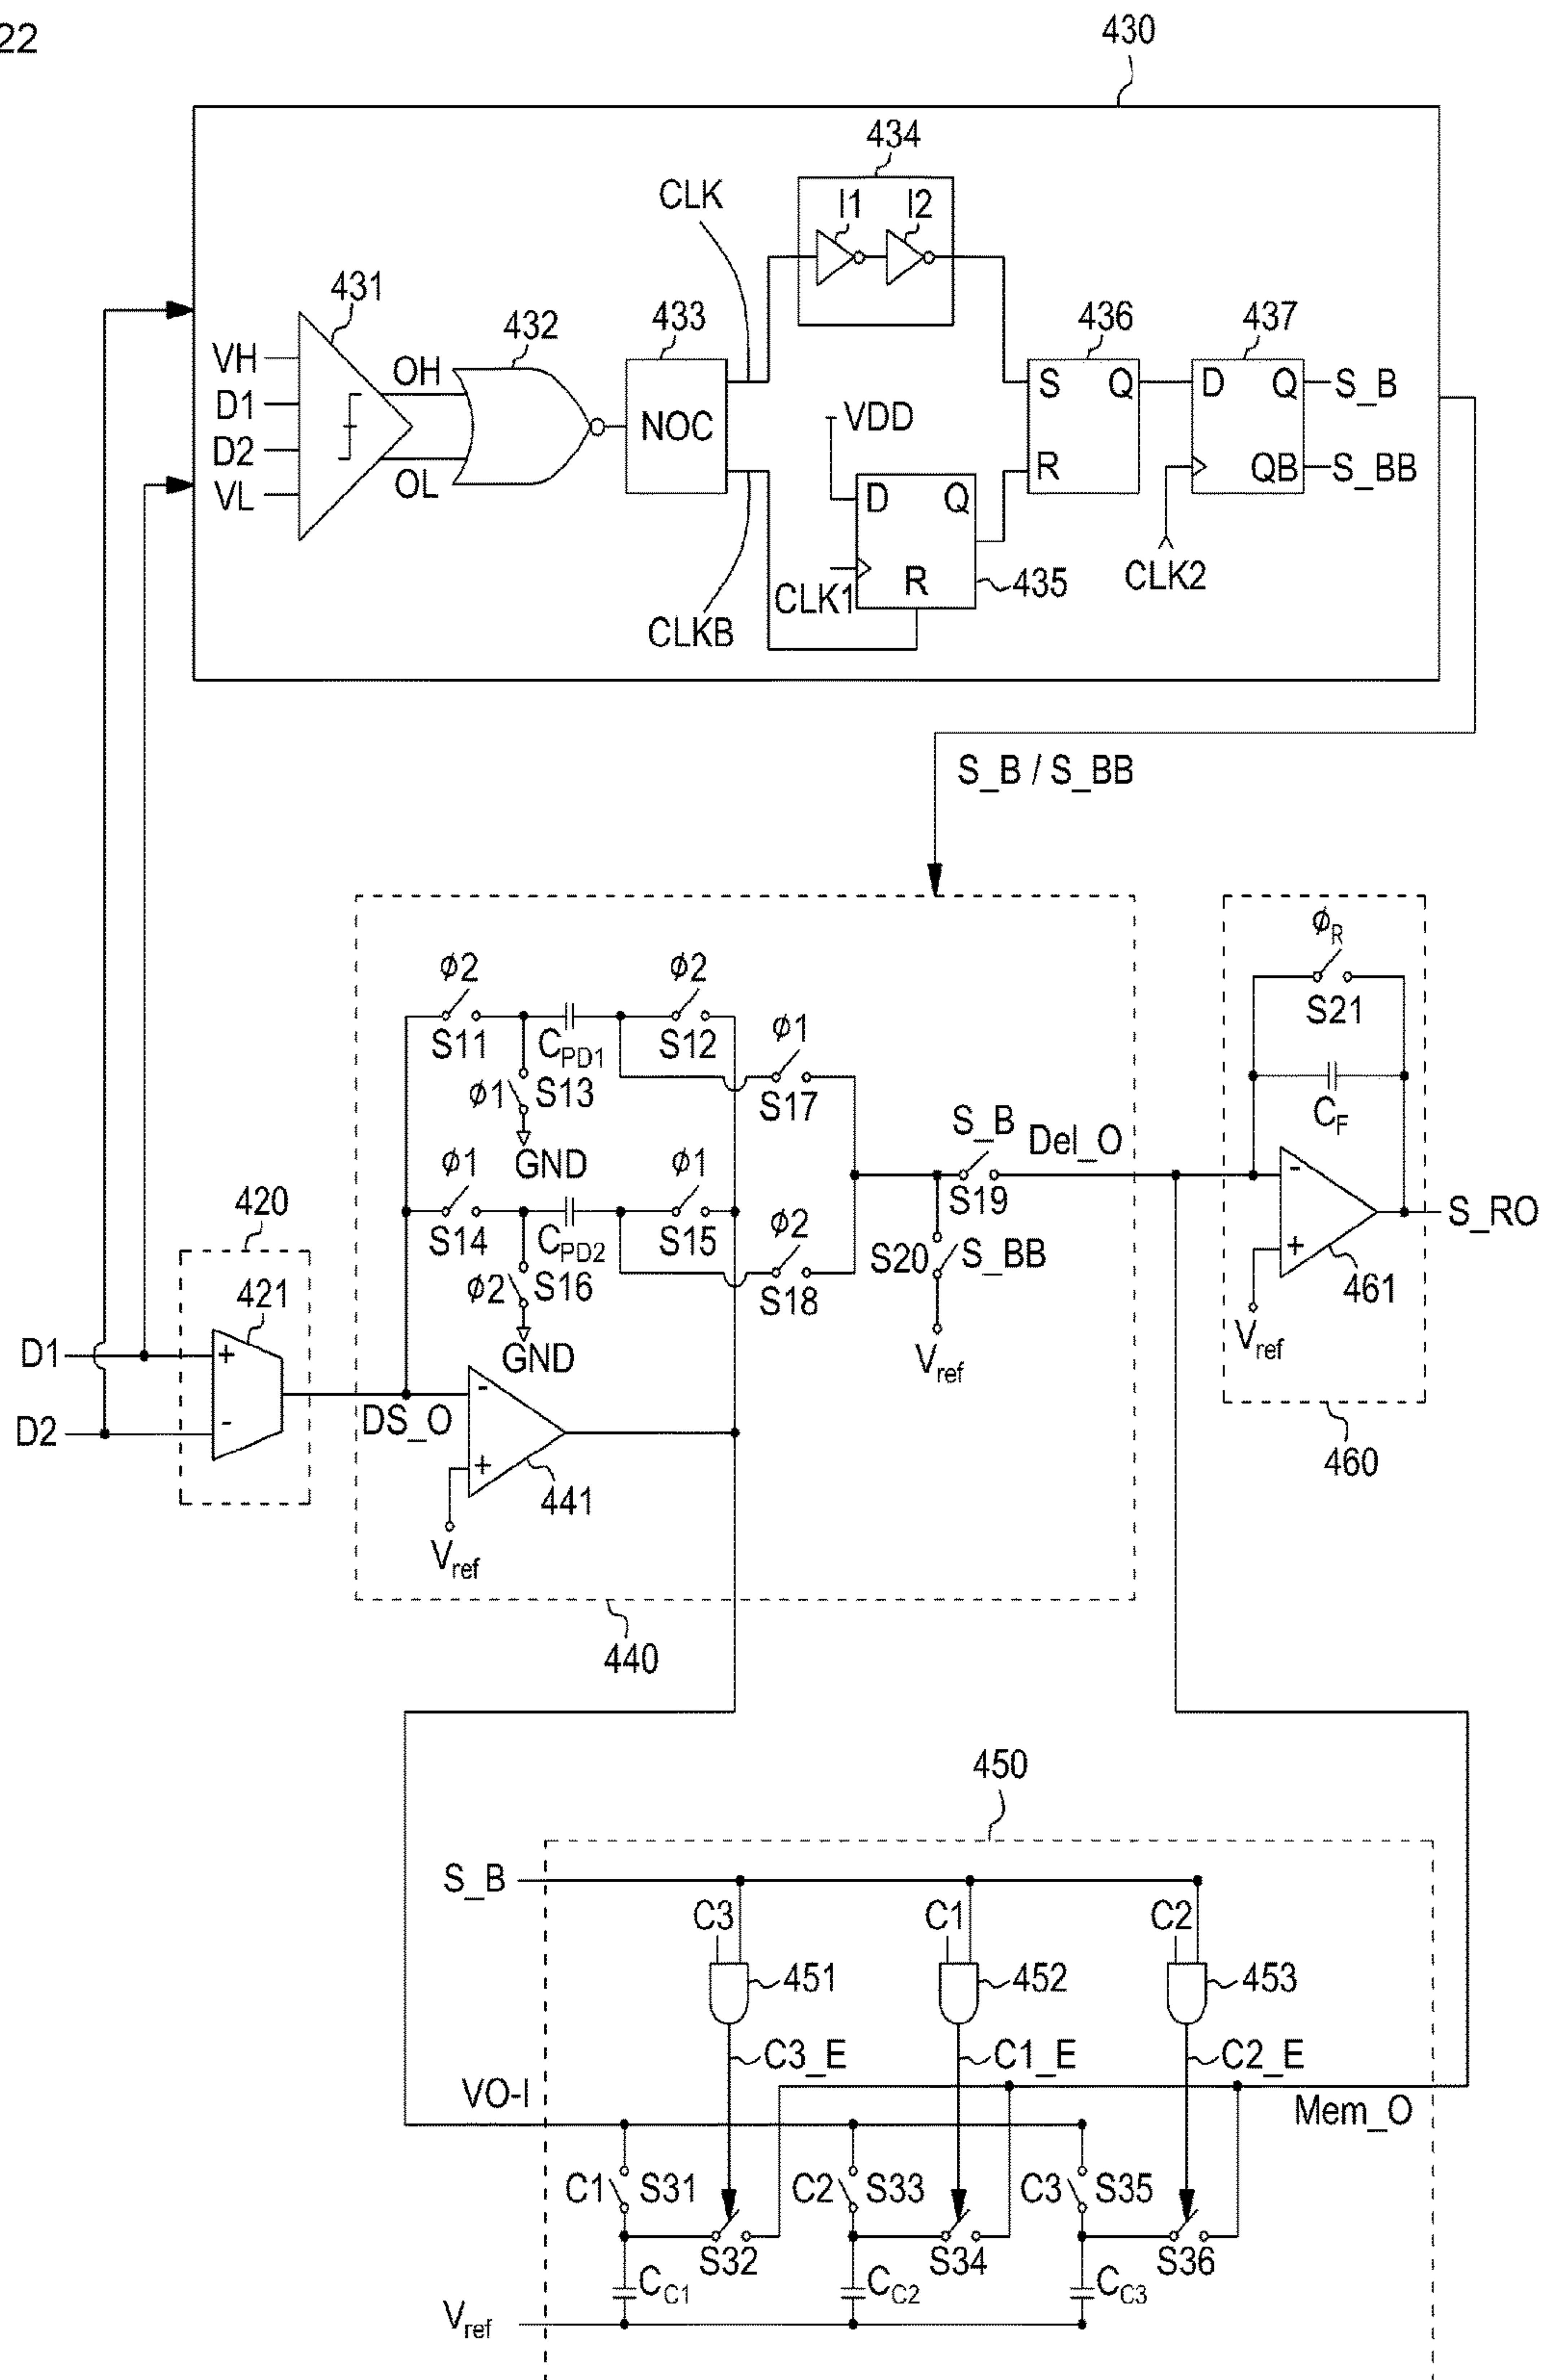 22
430
434
CLK
I1 I2
431
432
433
436
437
VH
D1
D2
VL
OH
OL
NOC
VDD
S Q
R
D Q
QB
S_B
S_BB
D Q
R
CLK1
435
CLK2
CLKB
S_B / S_BB
ϕ2
S11
CPD1
ϕ2
S12
ϕ1
S17
ϕ1 S13
GND
ϕ1
S14
CPD2
ϕ1
S15
ϕ2
S18
ϕ2 S16
GND
S_B
S19
Del_O
S20 S_BB
Vref
ϕR
S21
CF
-
+
461
Vref
S_RO
460
420
421
D1
D2
+
-
DS_O
-
+
441
Vref
440
450
S_B
C3
C1
C2
451
452
453
C3_E
C1_E
C2_E
VO-I
Mem_O
C1 S31
C2 S33
C3 S35
S32
S34
S36
CC1
CC2
CC3
Vref